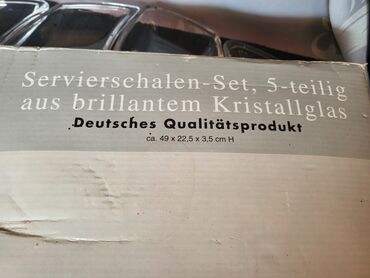 Servierschalen-Set, 5-teilig
aus brillantem Kristallglas
Deutsches Qualitätsprodukt
ca. 49 x 22,5 x 3,5 cm H